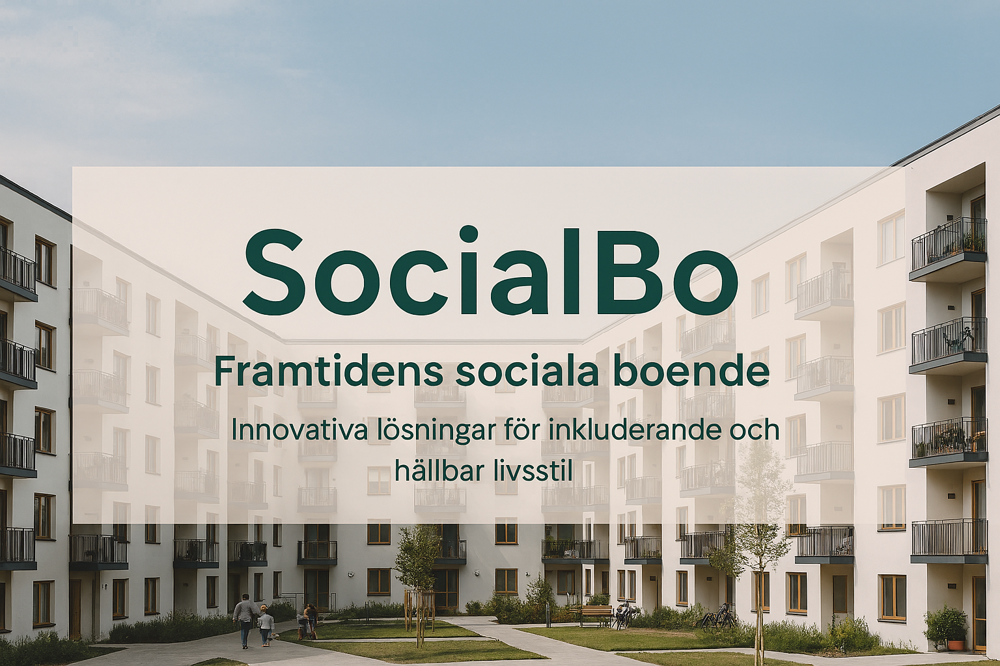 SocialBo
Framtidens sociala boende
Innovativa lösningar för inkluderande och
hällbar livsstil